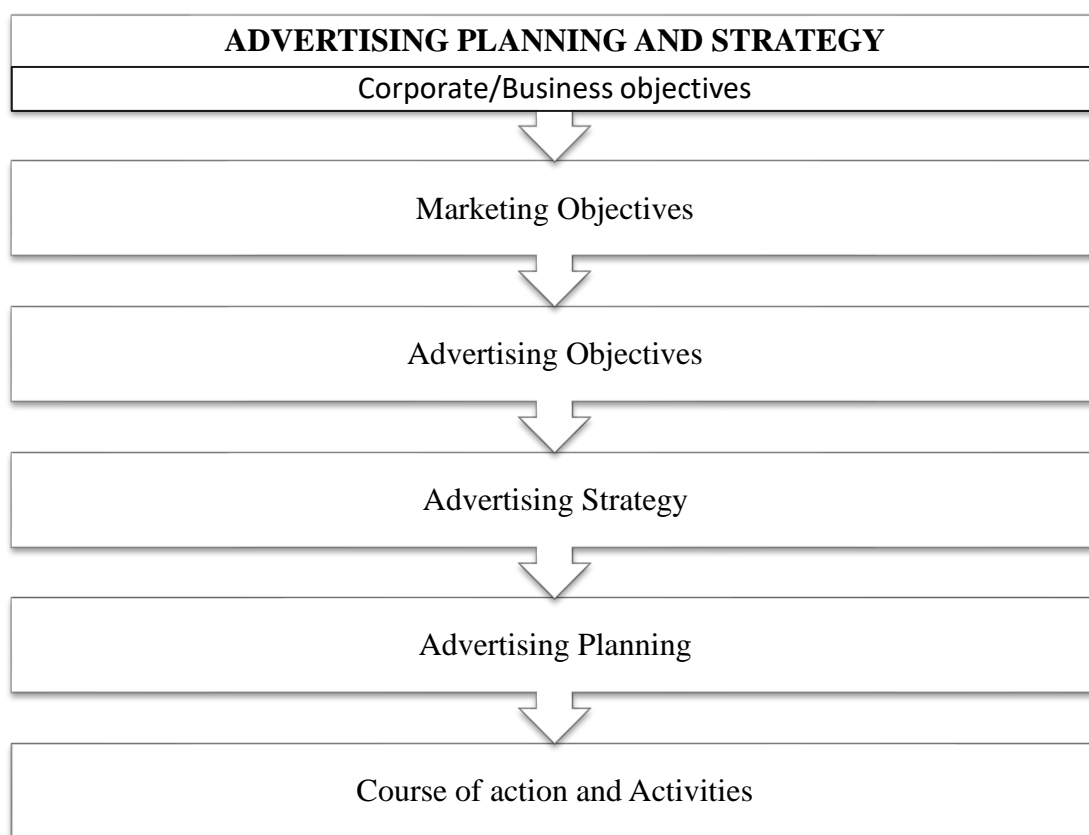 ADVERTISING PLANNING AND STRATEGY
Corporate/Business objectives
Marketing Objectives
Advertising Objectives
Advertising Strategy
Advertising Planning
Course of action and Activities